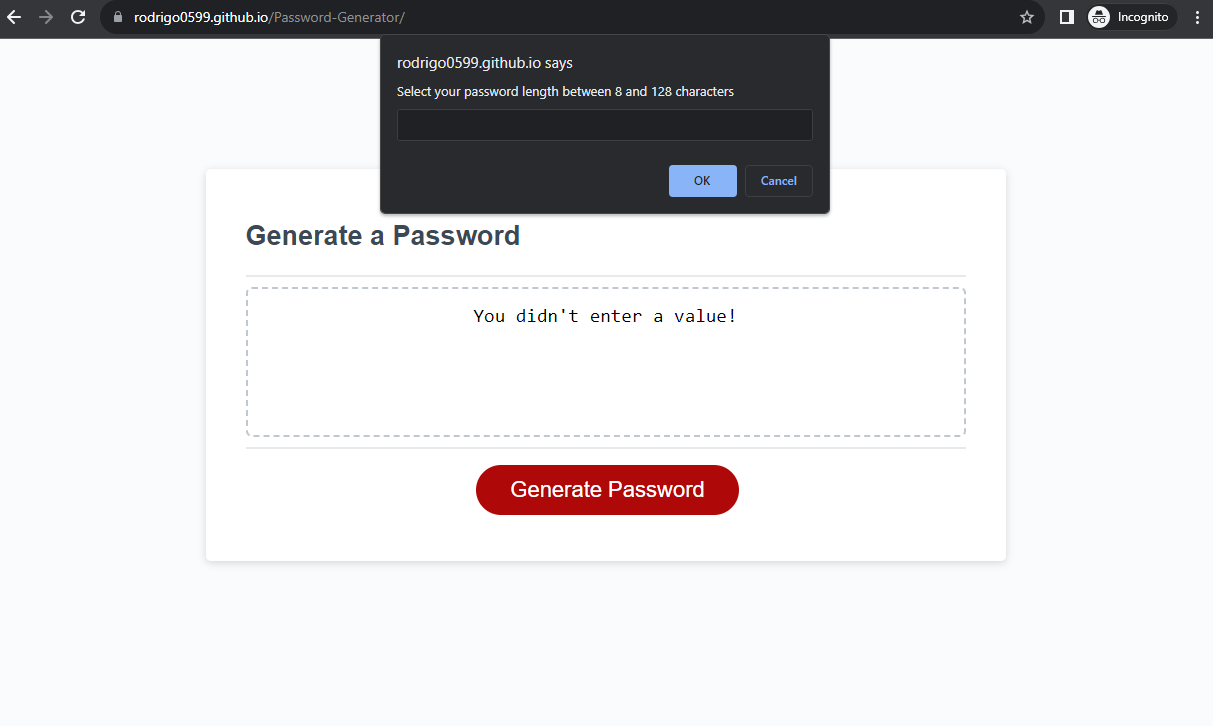 rodrigo0599.github.io/Password-Generator/
Incognito
rodrigo0599.github.io says
Select your password length between 8 and 128 characters
OK Cancel
Generate a Password
You didn't enter a value!
Generate Password